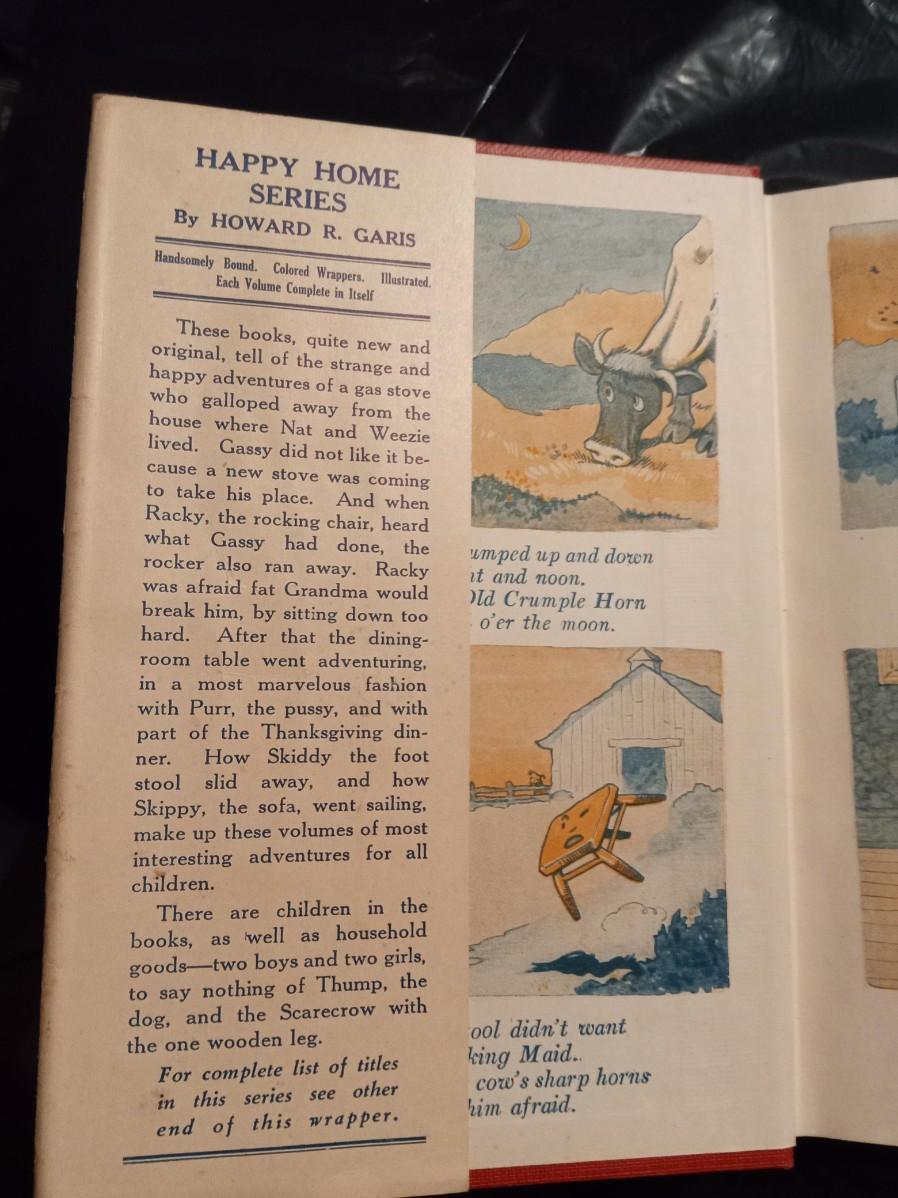 HAPPY HOME
SERIES
By HOWARD R. GARIS
Handsomely Bound. Colored Wrappers. Illustrated.
Each Volume Complete in Itself
These books, quite new and
original, tell of the strange and
happy adventures of a gas stove
who galloped away from the
house where Nat and Weezie
lived. Gassy did not like it be-
cause a new stove was coming
to take his place. And when
Racky, the rocking chair, heard
what Gassy had done, the
rocker also ran away. Racky
was afraid fat Grandma would
break him, by sitting down too
hard. After that the dining-
room table went adventuring,
in a most marvelous fashion
with Purr, the pussy, and with
part of the Thanksgiving din-
ner. How Skiddy the foot
stool slid away, and how
Skippy, the sofa, went sailing,
make up these volumes of most
interesting adventures for all
children.
There are children in the
books, as well as household
goods—two boys and two girls,
to say nothing of Thump, the
dog, and the Scarecrow with
the one wooden leg.
For complete list of titles
in this series see other
end of this wrapper.
umped up and down
and noon.
Old Crumple Horn
o'er the moon.
ool didn't want
king Maid.
cow's sharp horns
him afraid.